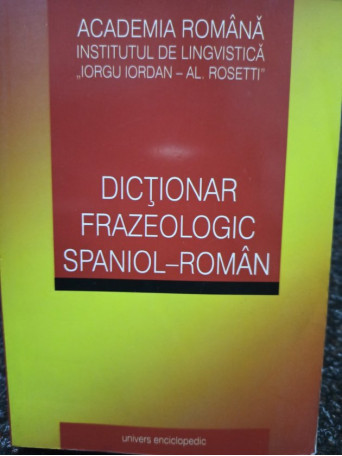 ACADEMIA ROMÂNĂ
INSTITUTUL DE LINGVISTICĂ
„IORGU IORDAN – AL. ROSETTI"
DICŢIONAR
FRAZEOLOGIC
SPANIOL–ROMÂN
univers enciclopedic